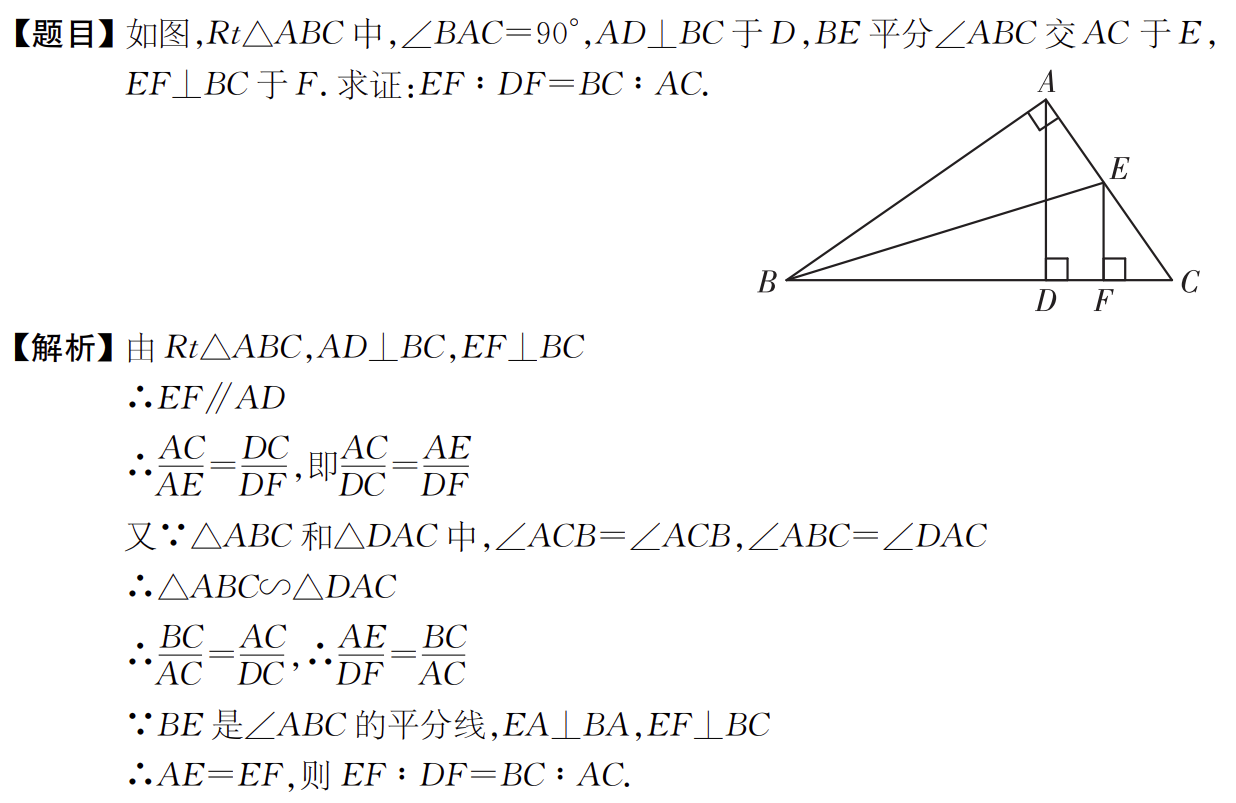 【题目】如图,Rt△ABC中,∠BAC=90°,AD⊥BC于D,BE平分∠ABC交AC于E,
EF⊥BC于F.求证:EF∶DF=BC∶AC.
A
E
B
D
F
C
【解析】由Rt△ABC,AD⊥BC,EF⊥BC
∴EF∥AD
∴AC/AE=DC/DF,即AC/DC=AE/DF
又∵△ABC和△DAC中,∠ACB=∠ACB,∠ABC=∠DAC
∴△ABC∽△DAC
∴BC/AC=AC/DC,∴AE/DF=BC/AC
∵BE是∠ABC的平分线,EA⊥BA,EF⊥BC
∴AE=EF,则EF∶DF=BC∶AC.